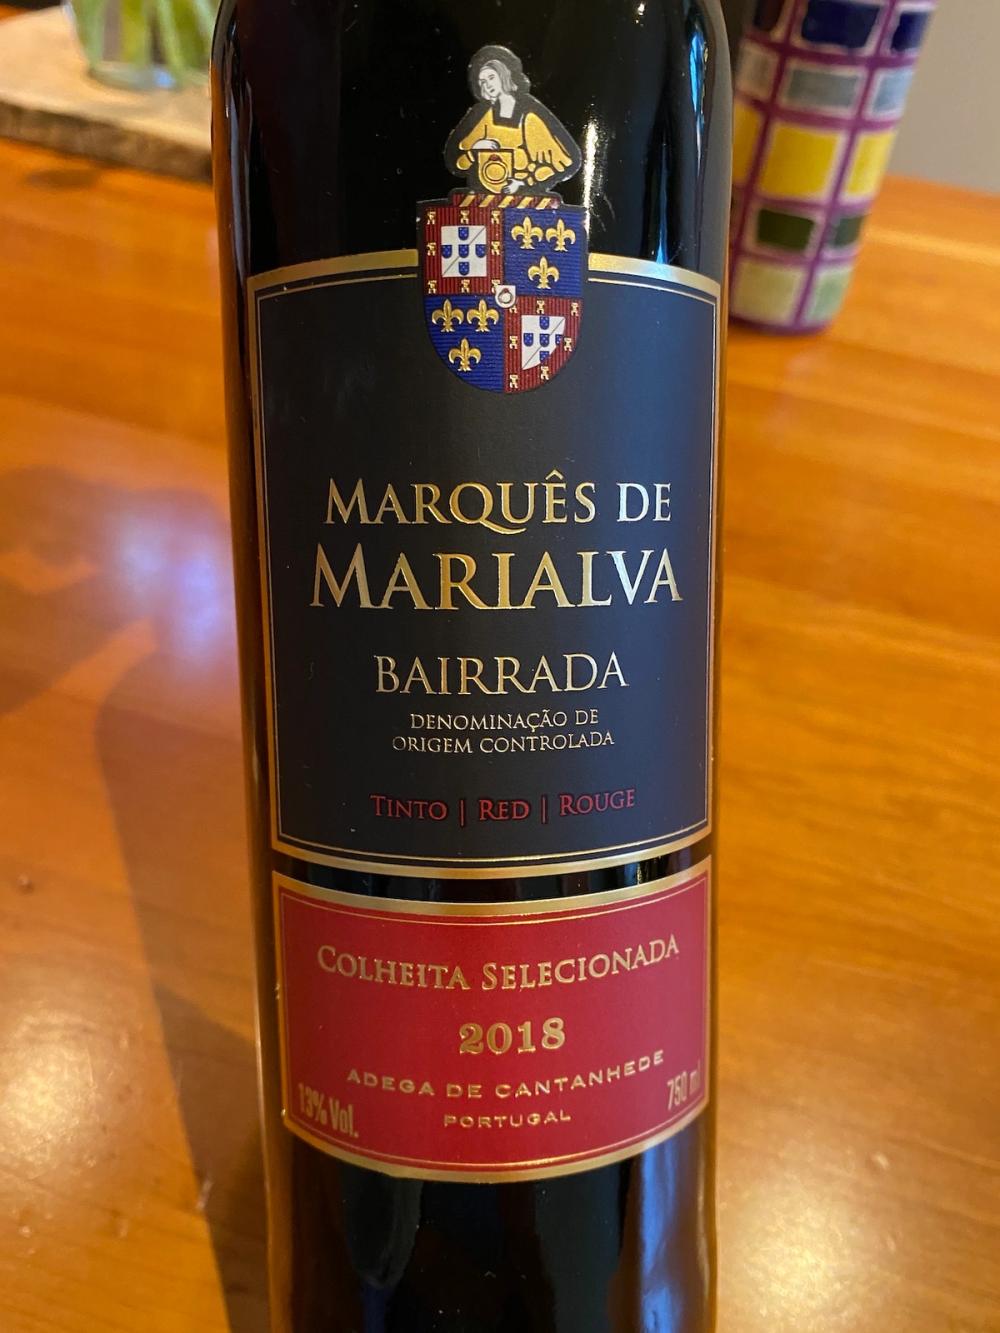 MARQUÊS DE
MARIALVA
BAIRRADA
DENOMINAÇÃO DE
ORIGEM CONTROLADA
TINTO | RED | ROUGE
COLHEITA SELECIONADA
2018
ADEGA DE CANTANHEDE
PORTUGAL
13% Vol.
750 ml